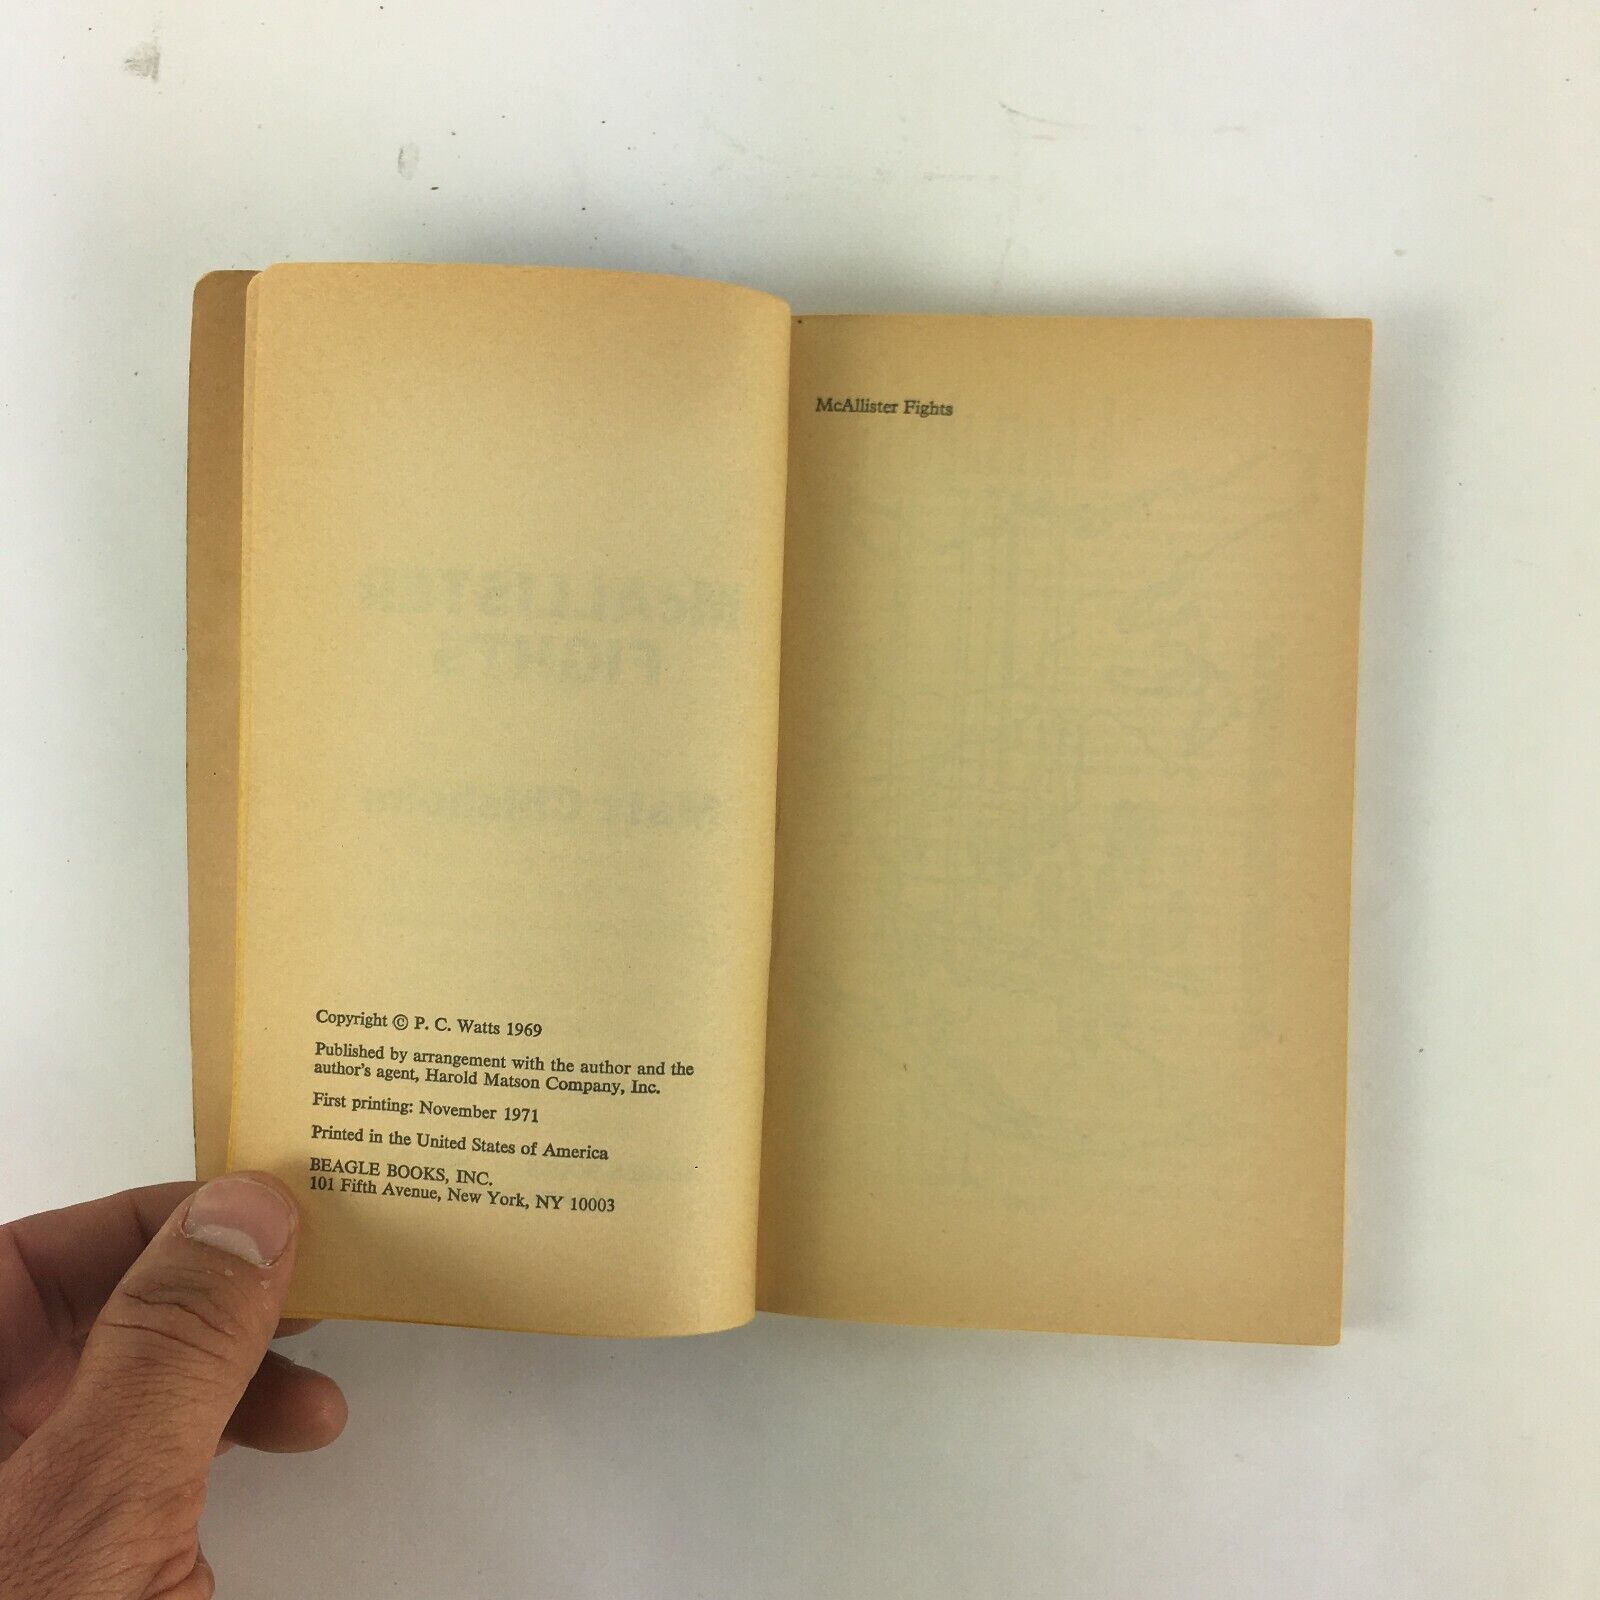 Copyright © P. C. Watts 1969
Published by arrangement with the author and the
author's agent, Harold Matson Company, Inc.
First printing: November 1971
Printed in the United States of America
BEAGLE BOOKS, INC.
101 Fifth Avenue, New York, NY 10003
McAllister Fights